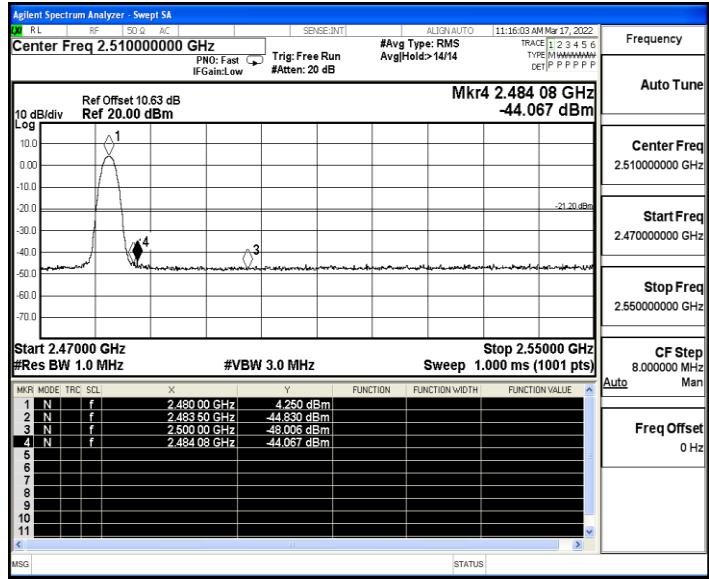 Agilent Spectrum Analyzer - Swept SA
RL RF 50 Ω AC SENSE:INT ALIGN AUTO 11:16:03 AM Mar 17, 2022
Center Freq 2.510000000 GHz #Avg Type: RMS TRACE 1 2 3 4 5 6
PNO: Fast Trig: Free Run Avg|Hold:> 14/14 TYPE M
IFGain:Low #Atten: 20 dB DET P P P P P P
Mkr4 2.484 08 GHz
Ref Offset 10.63 dB
10 dB/div Ref 20.00 dBm -44.067 dBm
Log
10.0
0.00
-10.0
-20.0
-30.0
-40.0
-50.0
-60.0
-70.0
1
4
3
-21.20 dBm
Start 2.47000 GHz Stop 2.55000 GHz
#Res BW 1.0 MHz #VBW 3.0 MHz Sweep 1.000 ms (1001 pts)
MKR MODE TRC SCL X Y FUNCTION FUNCTION WIDTH FUNCTION VALUE
1 N f 2.480 00 GHz 4.250 dBm
2 N f 2.483 50 GHz -44.830 dBm
3 N f 2.500 00 GHz -48.006 dBm
4 N f 2.484 08 GHz -44.067 dBm
5
6
7
8
9
10
11
MSG STATUS
Frequency
Auto Tune
Center Freq
2.510000000 GHz
Start Freq
2.470000000 GHz
Stop Freq
2.550000000 GHz
CF Step
8.000000 MHz
Auto Man
Freq Offset
0 Hz